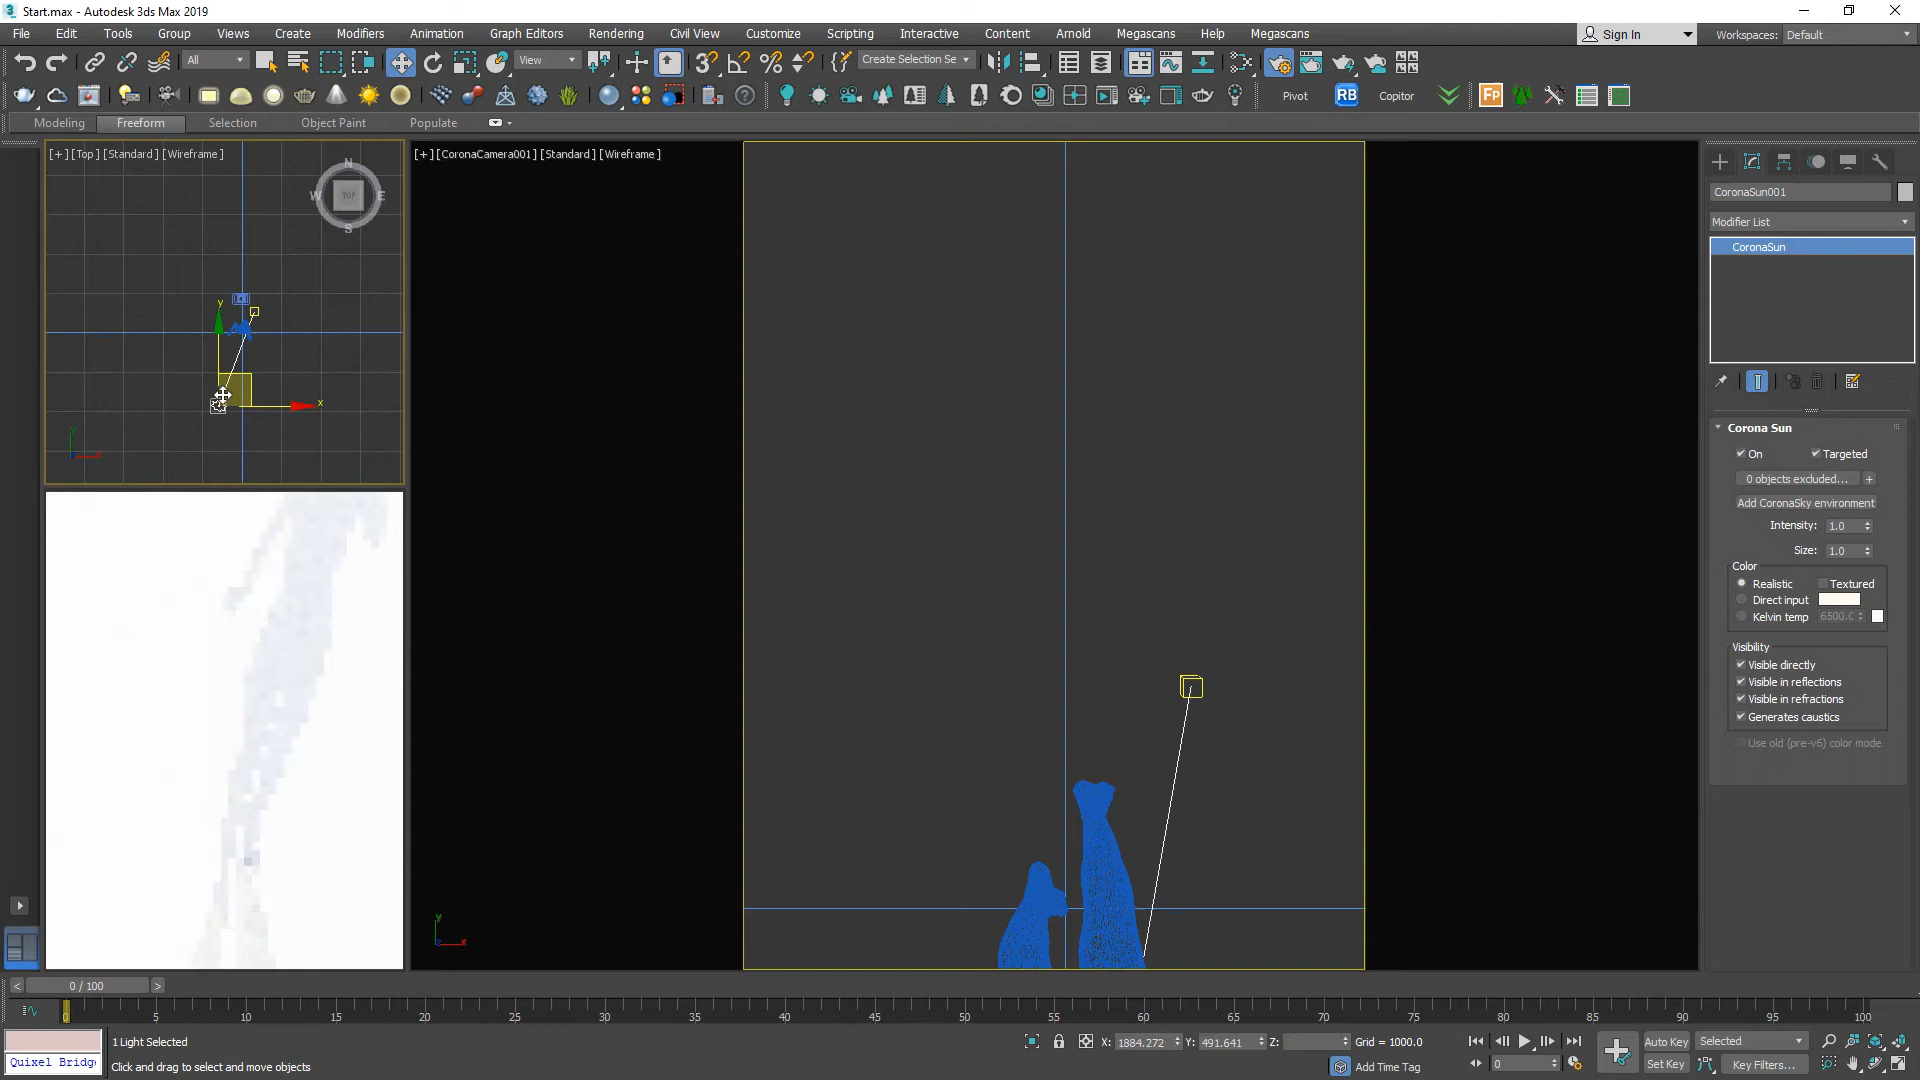 Start.max - Autodesk 3ds Max 2019
File Edit Tools Group Views Create Modifiers Animation Graph Editors Rendering Civil View Customize Scripting Interactive Content Arnold Megascans Help Megascans
Sign In
Workspaces: Default
All
View
Create Selection Se
Pivot
RB
Copitor
Fp
Modeling Freeform Selection Object Paint Populate
[+] [Top] [Standard] [Wireframe]
[+] [CoronaCamera001] [Standard] [Wireframe]
N
W TOP E
S
y
x
y
y
x
CoronaSun001
Modifier List
CoronaSun
Corona Sun
On
Targeted
0 objects excluded...
+
Add CoronaSky environment
Intensity: 1.0
Size: 1.0
Color
Realistic
Textured
Direct input
Kelvin temp 6500.0
Visibility
Visible directly
Visible in reflections
Visible in refractions
Generates caustics
Use old (pre-v6) color mode
< 0 / 100 >
0 5 10 15 20 25 30 35 40 45 50 55 60 65 70 75 80 85 90 95 100
1 Light Selected
X: 1884.272 Y: 491.641 Z:
Grid = 1000.0
Auto Key
Selected
Quixel Bridg
Click and drag to select and move objects
Add Time Tag
0
Set Key
Key Filters...